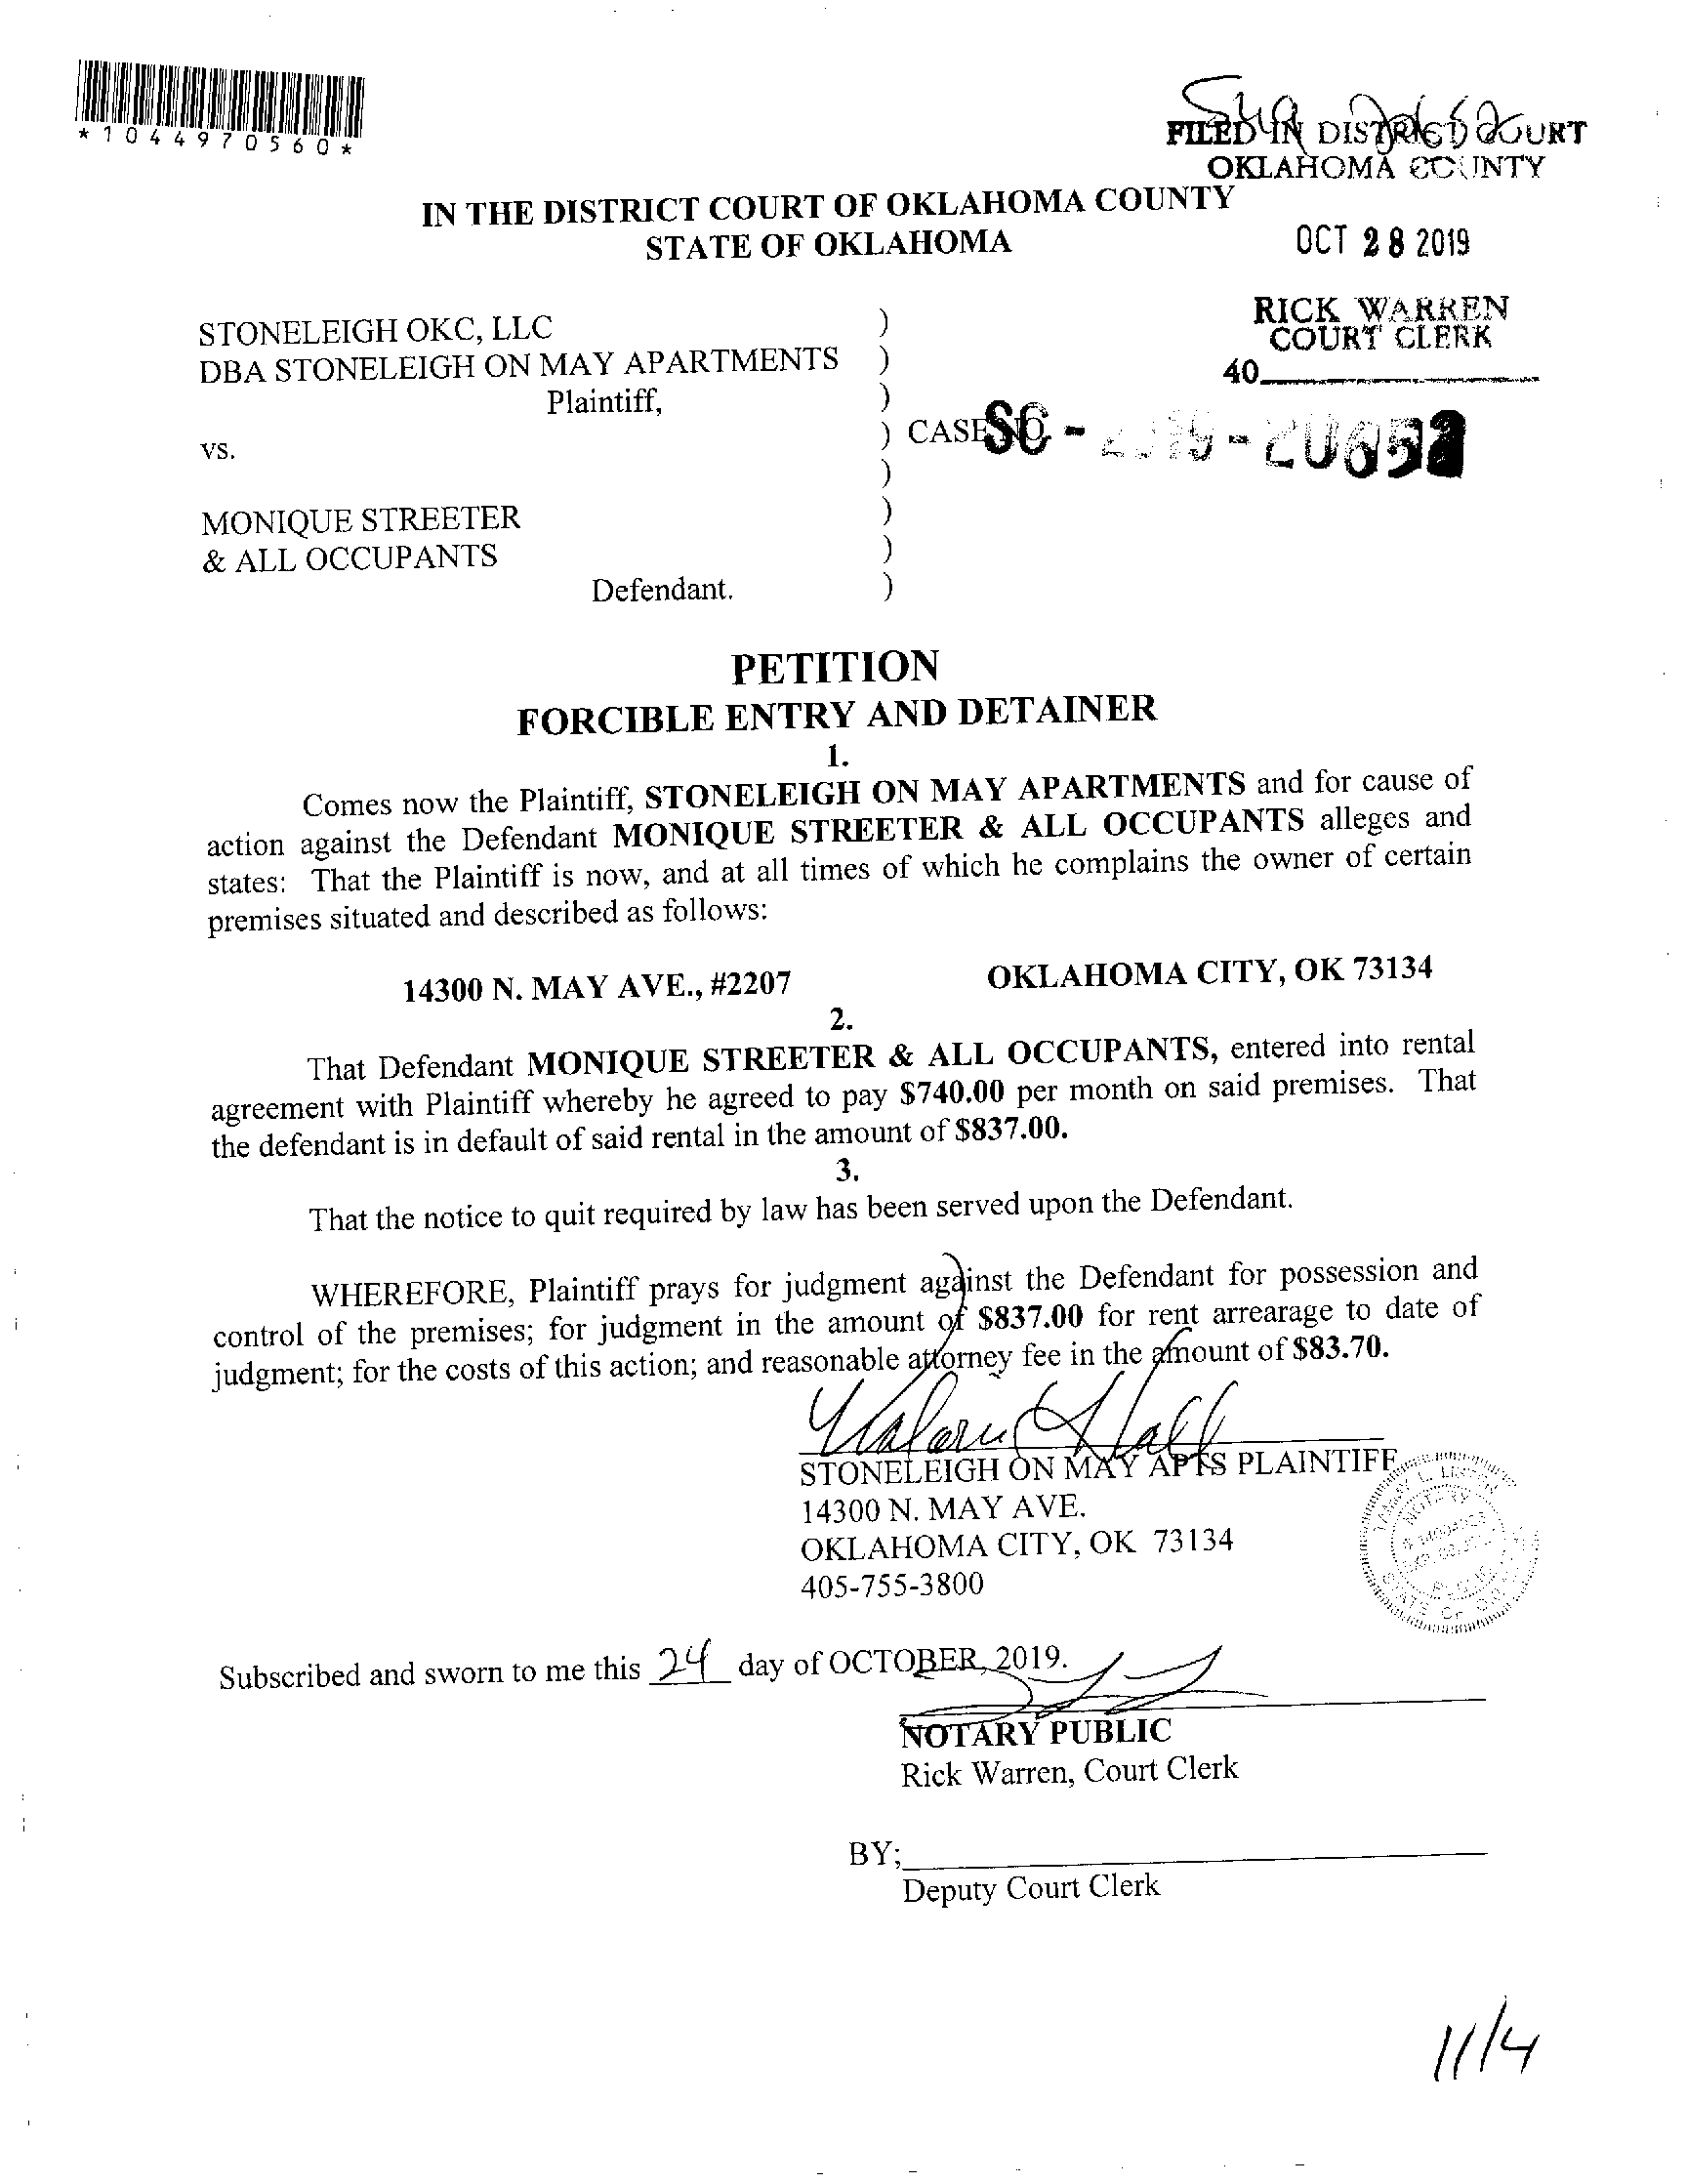 *1044970560*
FILED IN DISTRICT COURT
OKLAHOMA COUNTY
IN THE DISTRICT COURT OF OKLAHOMA COUNTY
STATE OF OKLAHOMA
OCT 28 2019
RICK WARREN
COURT CLERK
40
STONELEIGH OKC, LLC )
DBA STONELEIGH ON MAY APARTMENTS )
Plaintiff, )
) CASE NO. SC - 2019 -
vs.
)
MONIQUE STREETER )
& ALL OCCUPANTS )
Defendant. )
PETITION
FORCIBLE ENTRY AND DETAINER
1.
Comes now the Plaintiff, STONELEIGH ON MAY APARTMENTS and for cause of
action against the Defendant MONIQUE STREETER & ALL OCCUPANTS alleges and
states: That the Plaintiff is now, and at all times of which he complains the owner of certain
premises situated and described as follows:
14300 N. MAY AVE., #2207 OKLAHOMA CITY, OK 73134
2.
That Defendant MONIQUE STREETER & ALL OCCUPANTS, entered into rental
agreement with Plaintiff whereby he agreed to pay $740.00 per month on said premises. That
the defendant is in default of said rental in the amount of $837.00.
3.
That the notice to quit required by law has been served upon the Defendant.
WHEREFORE, Plaintiff prays for judgment against the Defendant for possession and
control of the premises; for judgment in the amount of $837.00 for rent arrearage to date of
judgment; for the costs of this action; and reasonable attorney fee in the amount of $83.70.
STONELEIGH ON MAY APTS PLAINTIFF
14300 N. MAY AVE.
OKLAHOMA CITY, OK 73134
405-755-3800
NOTARY
STATE OF
Subscribed and sworn to me this 24 day of OCTOBER, 2019.
NOTARY PUBLIC
Rick Warren, Court Clerk
BY;
Deputy Court Clerk
11/4